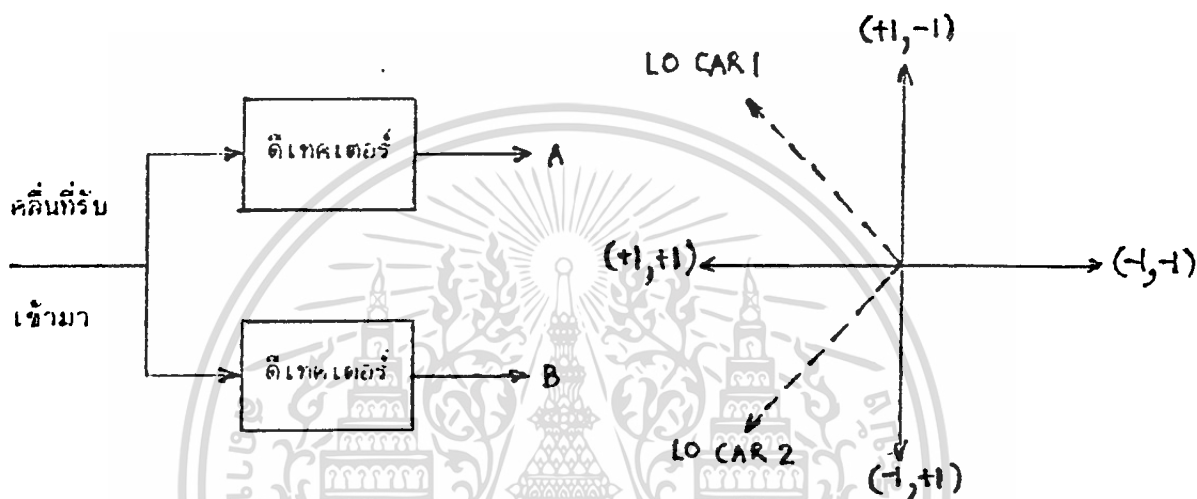 คลื่นที่รับ
เข้ามา
ดีเทคเตอร์
A
ดีเทคเตอร์
B
(+1,-1)
LO CAR 1
(+1,+1)
(-1,-1)
LO CAR 2
(-1,+1)